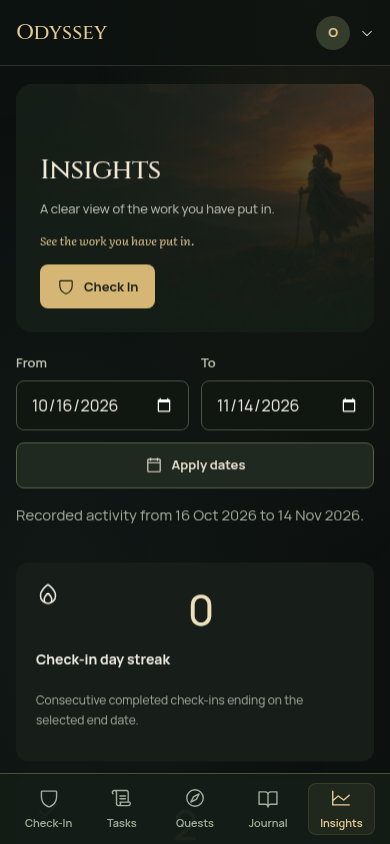 ODYSSEY
O
INSIGHTS
A clear view of the work you have put in.
See the work you have put in.
Check In
From
To
10/16/2026
11/14/2026
Apply dates
Recorded activity from 16 Oct 2026 to 14 Nov 2026.
0
Check-in day streak
Consecutive completed check-ins ending on the
selected end date.
2
Check-In
Tasks
Quests
Journal
Insights